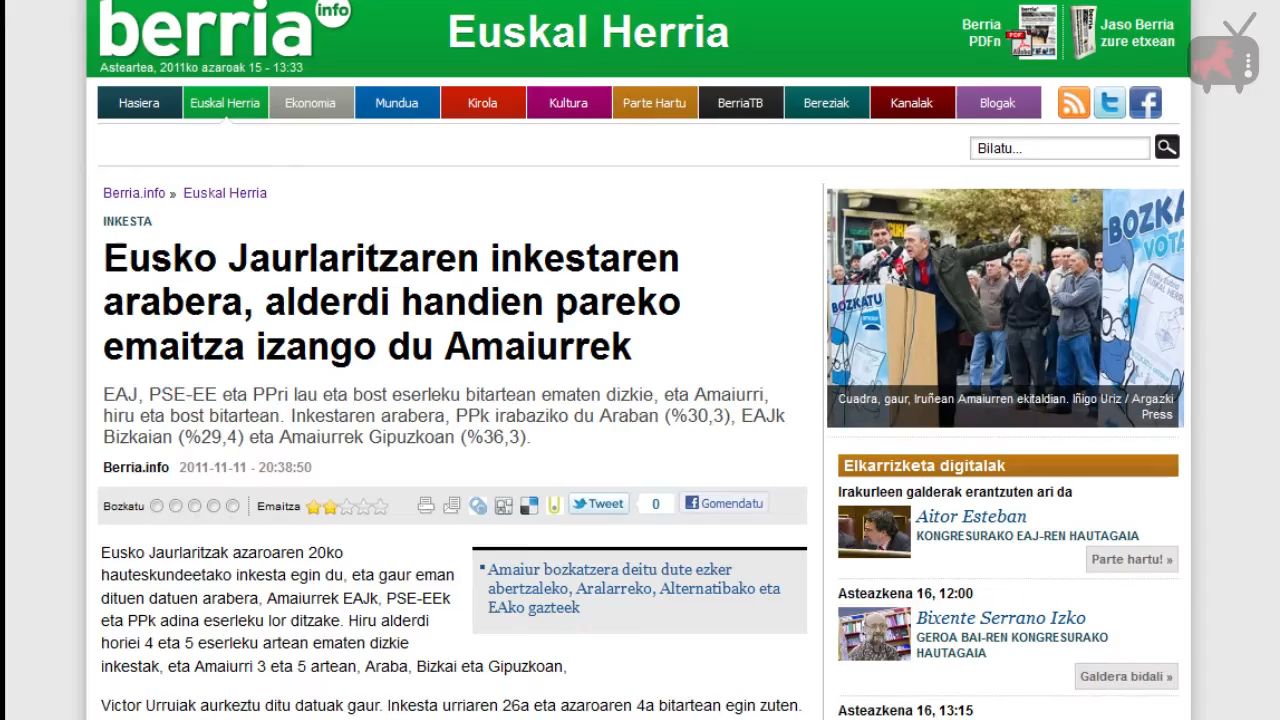 berria info
Asteartea, 2011ko azaroak 15 - 13:33
Euskal Herria
Berria
PDFn
Jaso Berria
zure etxean
Hasiera
Euskal Herria
Ekonomia
Mundua
Kirola
Kultura
Parte Hartu
BerriaTB
Bereziak
Kanalak
Blogak
Bilatu...
Berria.info » Euskal Herria
INKESTA
Eusko Jaurlaritzaren inkestaren
arabera, alderdi handien pareko
emaitza izango du Amaiurrek
EAJ, PSE-EE eta PPri lau eta bost eserleku bitartean ematen dizkie, eta Amaiurri,
hiru eta bost bitartean. Inkestaren arabera, PPk irabaziko du Araban (%30,3), EAJk
Bizkaian (%29,4) eta Amaiurrek Gipuzkoan (%36,3).
Berria.info 2011-11-11 - 20:38:50
Bozkatu
Emaitza
Tweet
0
Gomendatu
Eusko Jaurlaritzak azaroaren 20ko
hauteskundeetako inkesta egin du, eta gaur eman
dituen datuen arabera, Amaiurrek EAJk, PSE-EEk
eta PPk adina eserleku lor ditzake. Hiru alderdi
horiei 4 eta 5 eserleku artean ematen dizkie
inkestak, eta Amaiurri 3 eta 5 artean, Araba, Bizkai eta Gipuzkoan,
Amaiur bozkatzera deitu dute ezker
abertzaleko, Aralarreko, Alternatibako eta
EAko gazteek
Victor Urruiak aurkeztu ditu datuak gaur. Inkesta urriaren 26a eta azaroaren 4a bitartean egin zuten.
BOZKATU
BOZKA
VOTA
Cuadra, gaur, Iruñean Amaiurren ekitaldian. Iñigo Uriz / Argazki
Press
Elkarrizketa digitalak
Irakurleen galderak erantzuten ari da
Aitor Esteban
KONGRESURAKO EAJ-REN HAUTAGAIA
Parte hartu! »
Asteazkena 16, 12:00
Bixente Serrano Izko
GEROA BAI-REN KONGRESURAKO
HAUTAGAIA
Galdera bidali »
Asteazkena 16, 13:15